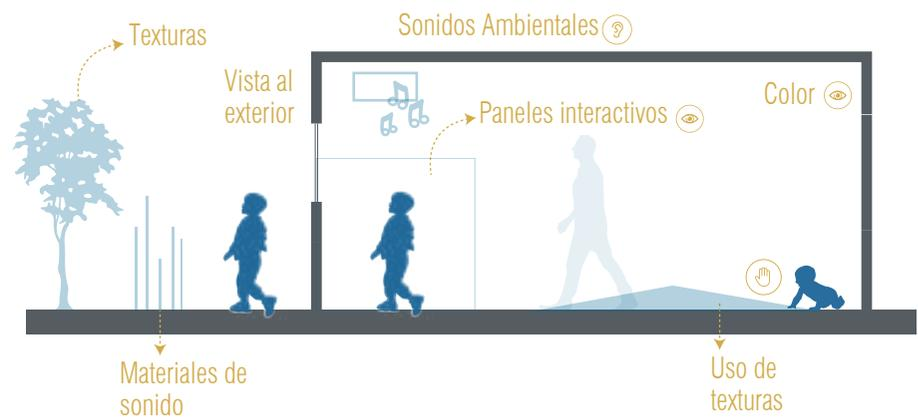 Sonidos Ambientales
Texturas
Vista al
exterior
Color
Paneles interactivos
Materiales de
sonido
Uso de
texturas